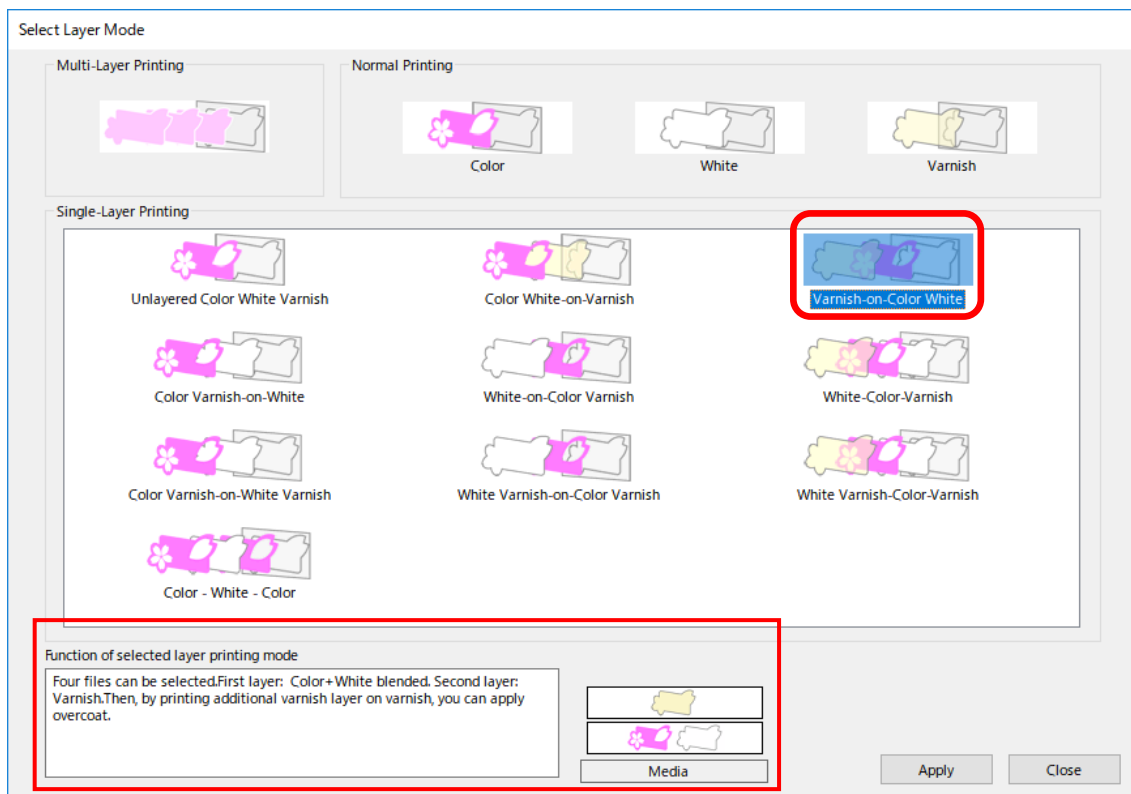 Select Layer Mode
Multi-Layer Printing
Normal Printing
Color
White
Varnish
Single-Layer Printing
Unlayered Color White Varnish
Color White-on-Varnish
Varnish-on-Color White
Color Varnish-on-White
White-on-Color Varnish
White-Color-Varnish
Color Varnish-on-White Varnish
White Varnish-on-Color Varnish
White Varnish-Color-Varnish
Color - White - Color
Function of selected layer printing mode
Four files can be selected.First layer:  Color+White blended. Second layer:
Varnish.Then, by printing additional varnish layer on varnish, you can apply
overcoat.
Media
Apply
Close